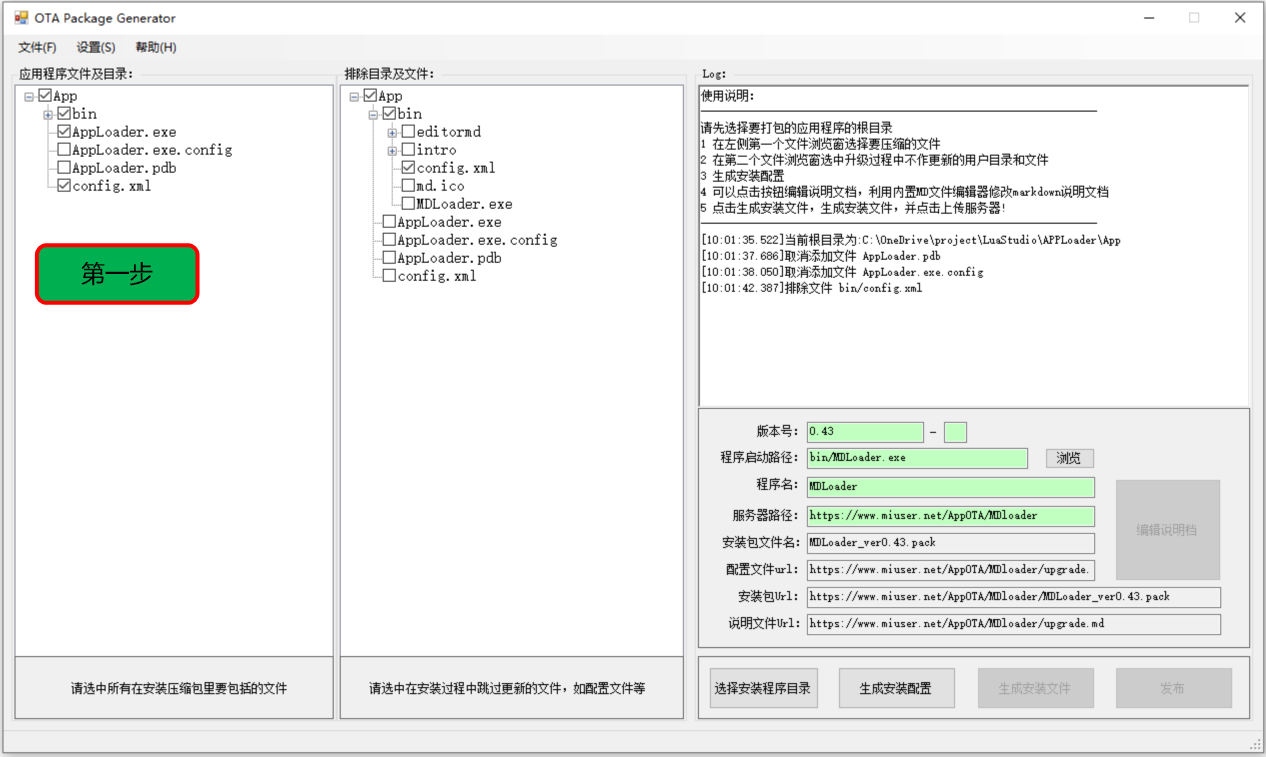 OTA Package Generator
文件(F) 设置(S) 帮助(H)
应用程序文件及目录:
App
bin
AppLoader.exe
AppLoader.exe.config
AppLoader.pdb
config.xml
第一步
请选中所有在安装压缩包里要包括的文件
排除目录及文件:
App
bin
editormd
intro
config.xml
md.ico
MDLoader.exe
AppLoader.exe
AppLoader.exe.config
AppLoader.pdb
config.xml
请选中在安装过程中跳过更新的文件，如配置文件等
Log:
使用说明:
请先选择要打包的应用程序的根目录
1 在左侧第一个文件浏览窗选择要压缩的文件
2 在第二个文件浏览窗选中升级过程中不作更新的用户目录和文件
3 生成安装配置
4 可以点击按钮编辑说明文档，利用内置MD文件编辑器修改markdown说明文档
5 点击生成安装文件，生成安装文件，并点击上传服务器!
[10:01:35.522]当前根目录为:C:\OneDrive\project\LuaStudio\APPLoader\App
[10:01:37.686]取消添加文件 AppLoader.pdb
[10:01:38.050]取消添加文件 AppLoader.exe.config
[10:01:42.387]排除文件 bin/config.xml
版本号: 0.43 -
程序启动路径: bin/MDLoader.exe 浏览
程序名: MDLoader
服务器路径: https://www.miuser.net/AppOTA/MDloader
编辑说明档
安装包文件名: MDLoader_ver0.43.pack
配置文件url: https://www.miuser.net/AppOTA/MDloader/upgrade.
安装包Url: https://www.miuser.net/AppOTA/MDloader/MDLoader_ver0.43.pack
说明文件Url: https://www.miuser.net/AppOTA/MDloader/upgrade.md
选择安装程序目录 生成安装配置 生成安装文件 发布